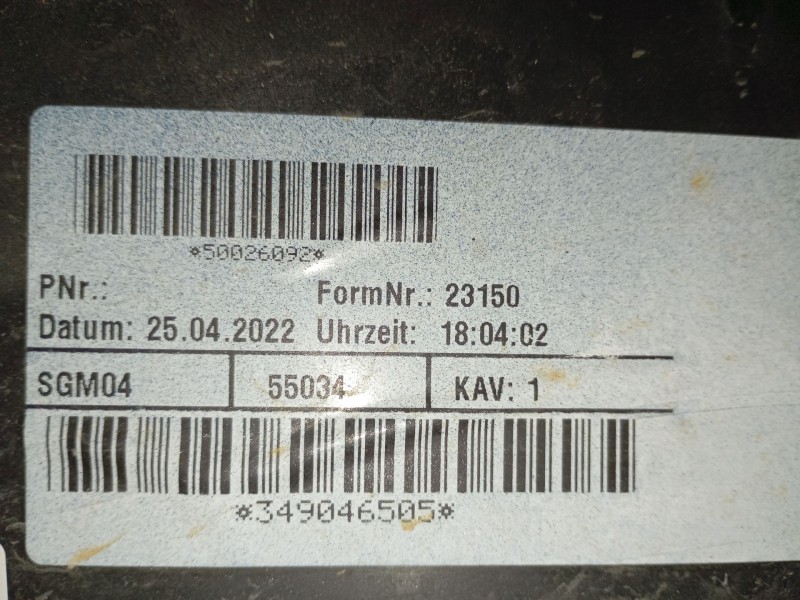 *50026092*
PNr.: FormNr.: 23150
Datum: 25.04.2022 Uhrzeit: 18:04:02
SGM04 55034 KAV: 1
*349046505*